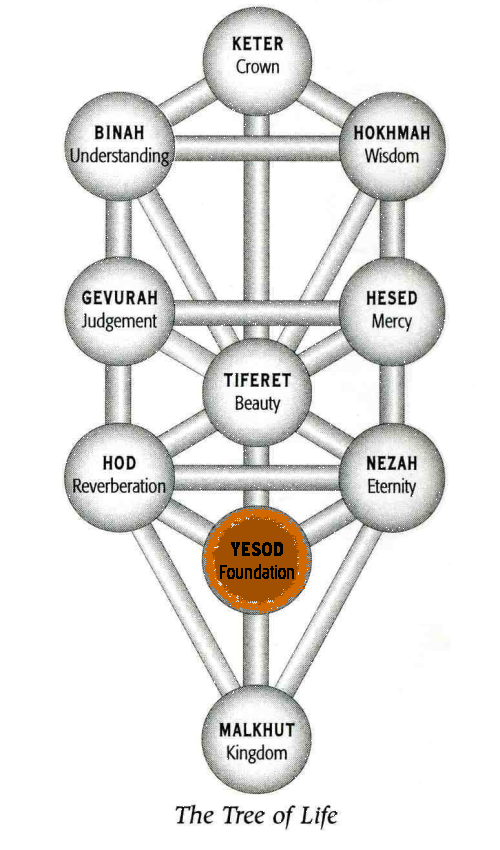 KETER
Crown
BINAH
Understanding
HOKHMAH
Wisdom
GEVURAH
Judgement
HESED
Mercy
TIFERET
Beauty
HOD
Reverberation
NEZAH
Eternity
YESOD
Foundation
MALKHUT
Kingdom
The Tree of Life